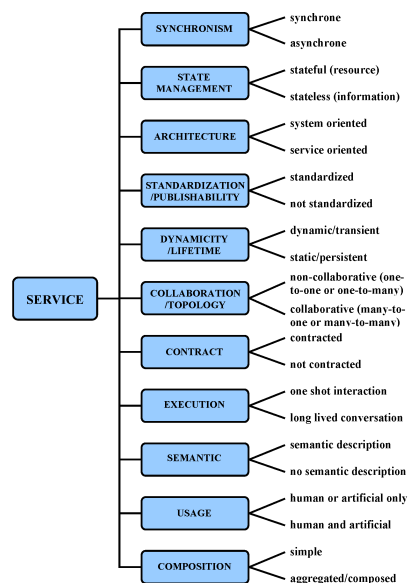 synchrone
SYNCHRONISM
asynchrone
stateful (resource)
STATE
MANAGEMENT
stateless (information)
system oriented
ARCHITECTURE
service oriented
standardized
STANDARDIZATION
/PUBLISHABILITY
not standardized
dynamic/transient
DYNAMICITY
/LIFETIME
static/persistent
non-collaborative (one-
to-one or one-to-many)
SERVICE
COLLABORATION
/TOPOLOGY
collaborative (many-to-
one or many-to-many)
contracted
CONTRACT
not contracted
one shot interaction
EXECUTION
long lived conversation
semantic description
SEMANTIC
no semantic description
human or artificial only
USAGE
human and artificial
simple
COMPOSITION
aggregated/composed